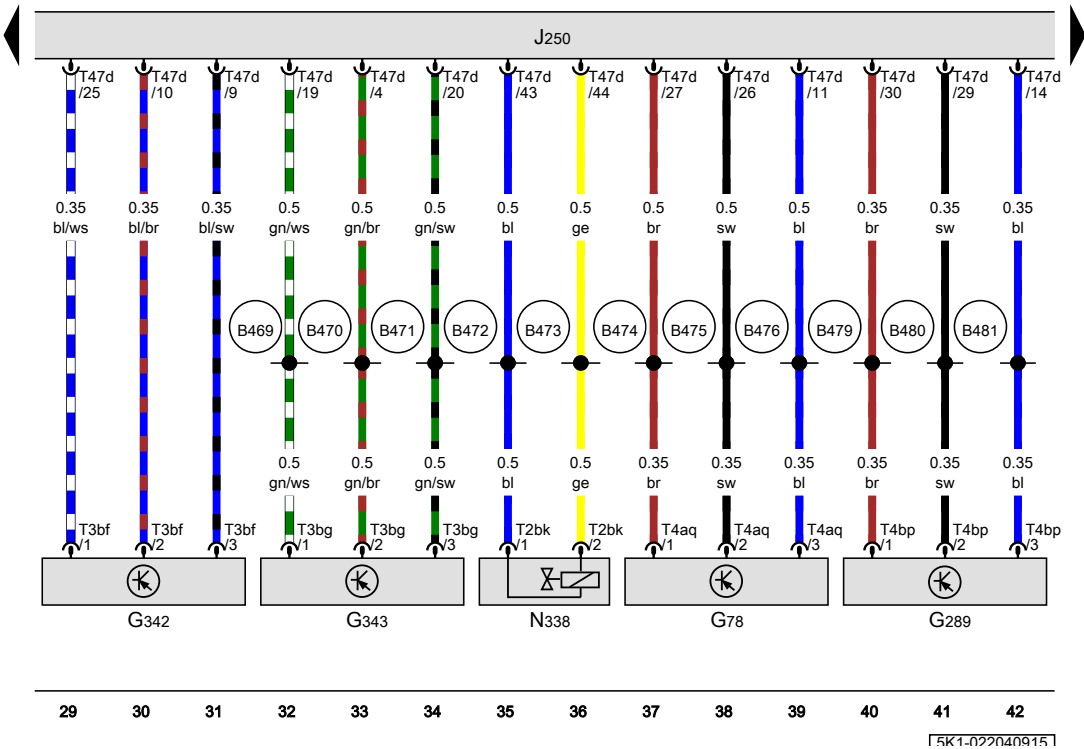 J250
T47d T47d T47d T47d T47d T47d T47d T47d T47d T47d T47d T47d T47d T47d
/25 /10 /9 /19 /4 /20 /43 /44 /27 /26 /11 /30 /29 /14
0.35 0.35 0.35 0.5 0.5 0.5 0.5 0.5 0.5 0.5 0.5 0.35 0.35 0.35
bl/ws bl/br bl/sw gn/ws gn/br gn/sw bl ge br sw bl br sw bl
B469 B470 B471 B472 B473 B474 B475 B476 B479 B480 B481
0.5 0.5 0.5 0.5 0.5 0.35 0.35 0.35 0.35 0.35 0.35
gn/ws gn/br gn/sw bl ge br sw bl br sw bl
T3bf T3bf T3bf T3bg T3bg T3bg T2bk T2bk T4aq T4aq T4aq T4bp T4bp T4bp
/1 /2 /3 /1 /2 /3 /1 /2 /1 /2 /3 /1 /2 /3
G342 G343 N338 G78 G289
29 30 31 32 33 34 35 36 37 38 39 40 41 42
5K1-022040915